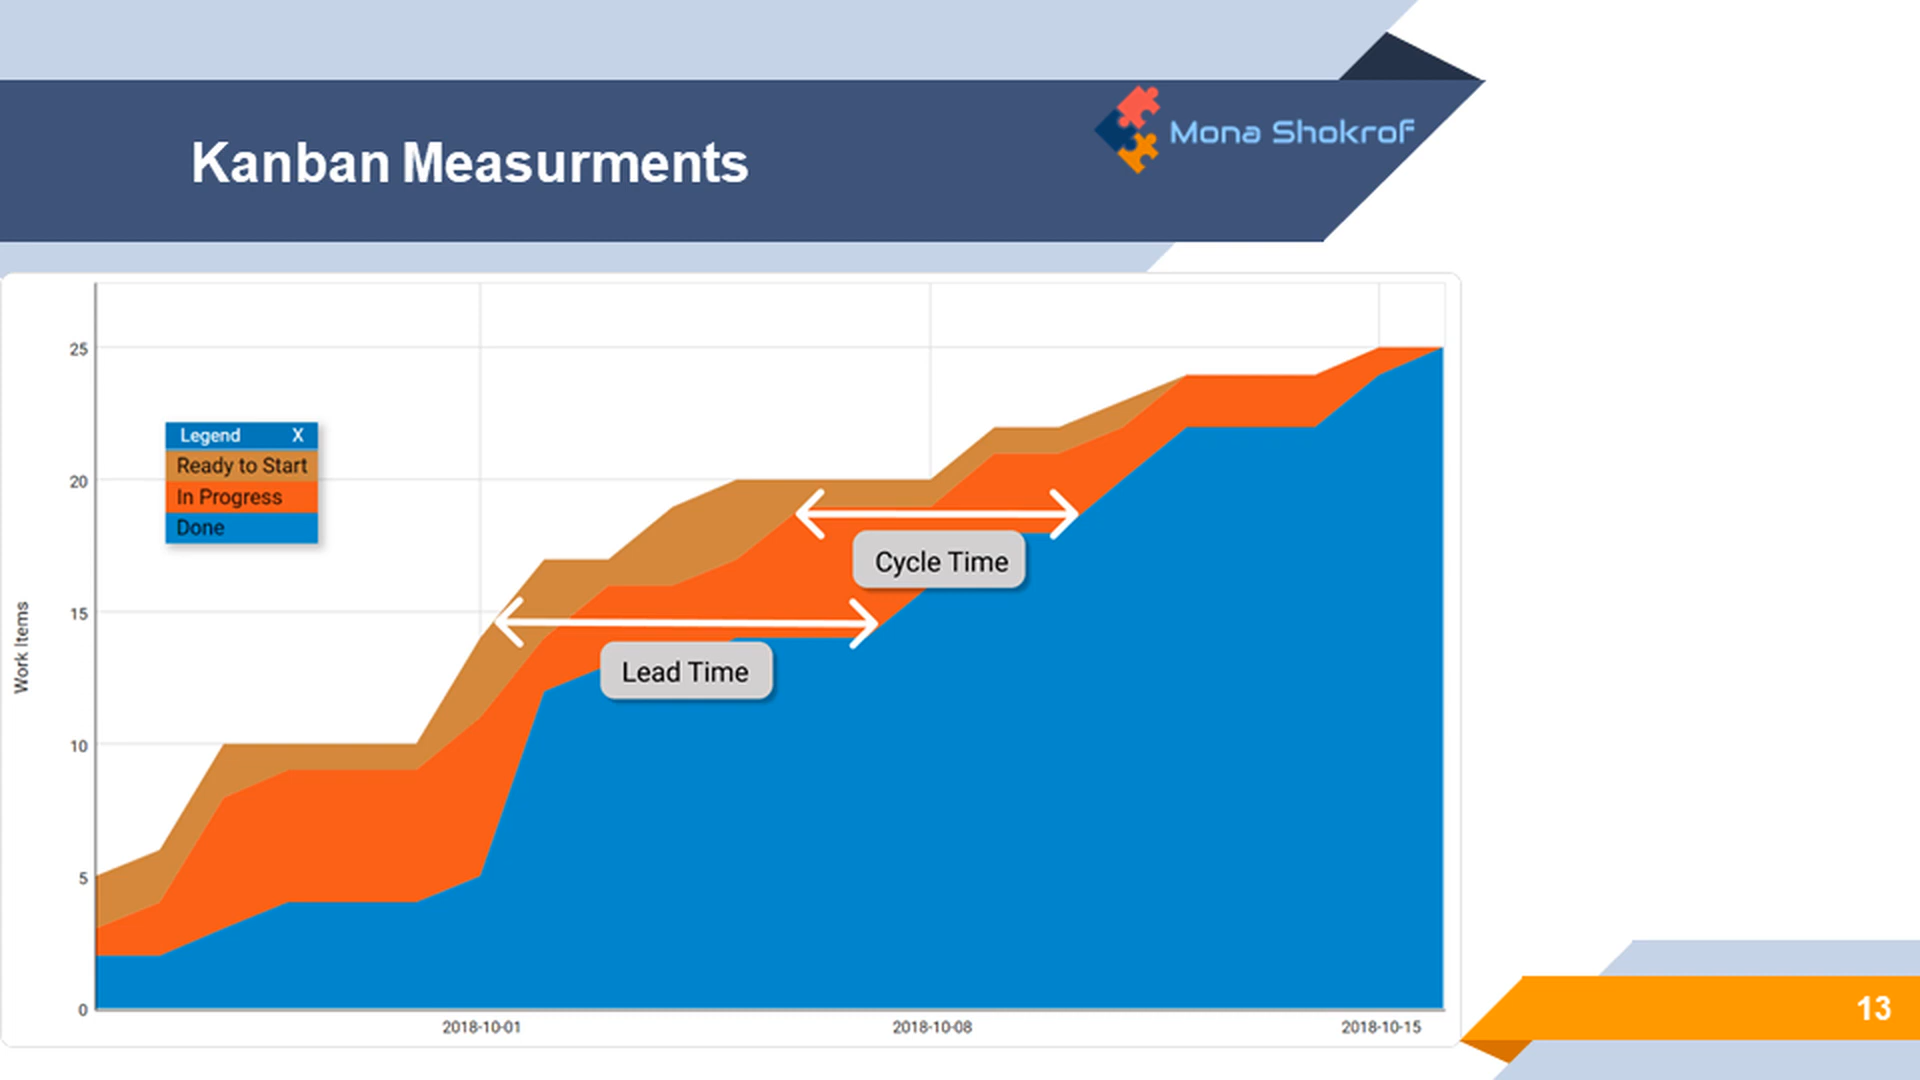 Kanban Measurments
Mona Shokrof
25
20
15
10
5
0
Work Items
Legend X
Ready to Start
In Progress
Done
Cycle Time
Lead Time
2018-10-01
2018-10-08
2018-10-15
13